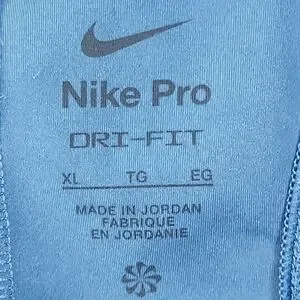 Nike Pro
DRI-FIT
XL TG EG
MADE IN JORDAN
FABRIQUE
EN JORDANIE